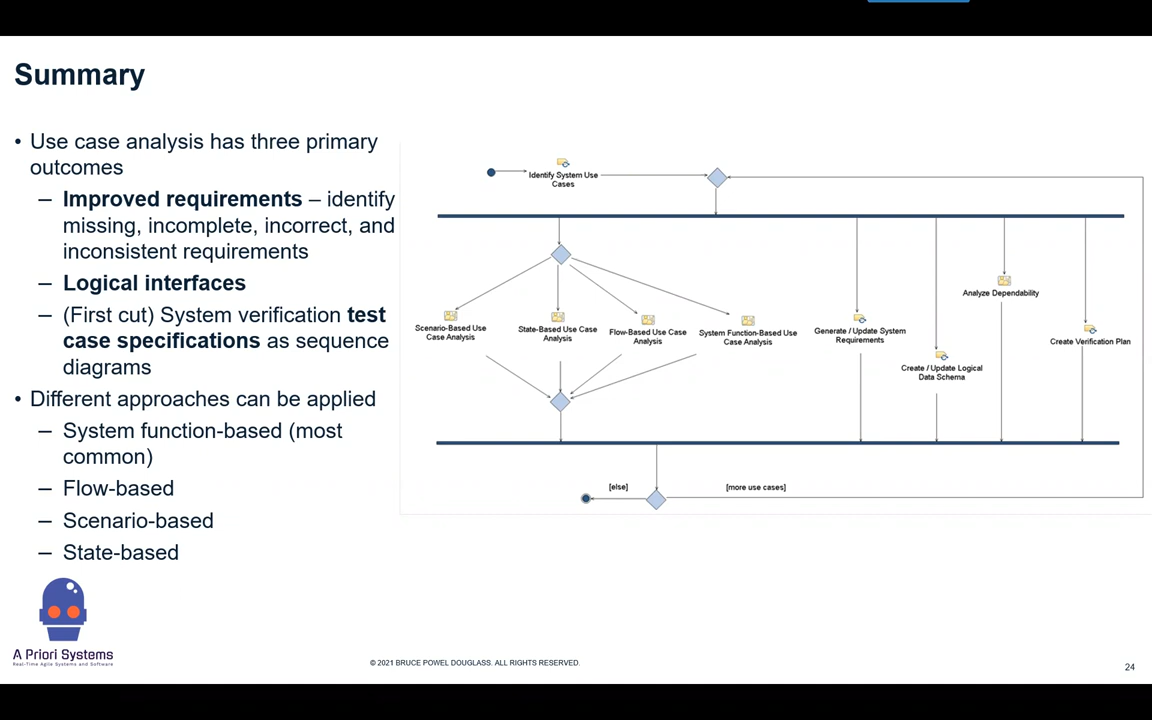 Summary
• Use case analysis has three primary
outcomes
– Improved requirements – identify
missing, incomplete, incorrect, and
inconsistent requirements
– Logical interfaces
– (First cut) System verification test
case specifications as sequence
diagrams
• Different approaches can be applied
– System function-based (most
common)
– Flow-based
– Scenario-based
– State-based
Identify System Use
Cases
Scenario-Based Use
Case Analysis
State-Based Use Case
Analysis
Flow-Based Use Case
Analysis
System Function-Based Use
Case Analysis
Generate / Update System
Requirements
Create / Update Logical
Data Schema
Analyze Dependability
Create Verification Plan
[else]
[more use cases]
A Priori Systems
Real-Time Agile Systems and Software
© 2021 BRUCE POWEL DOUGLASS. ALL RIGHTS RESERVED.
24